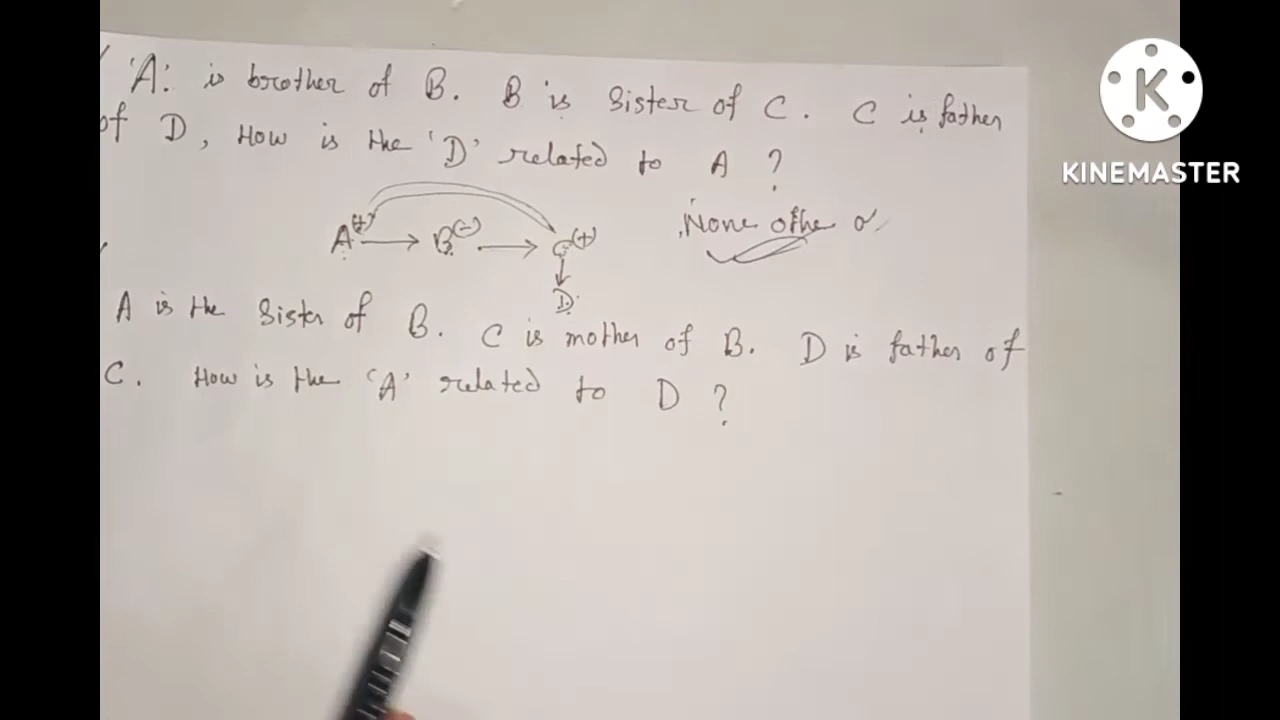 'A'. is brother of B. B is sister of C. C is father
of D, How is the 'D' related to A ?
A(+) → B(-) → C(+)
None of the
D
A is the sister of B. C is mother of B. D is father of
C. How is the 'A' related to D ?
K
KINEMASTER